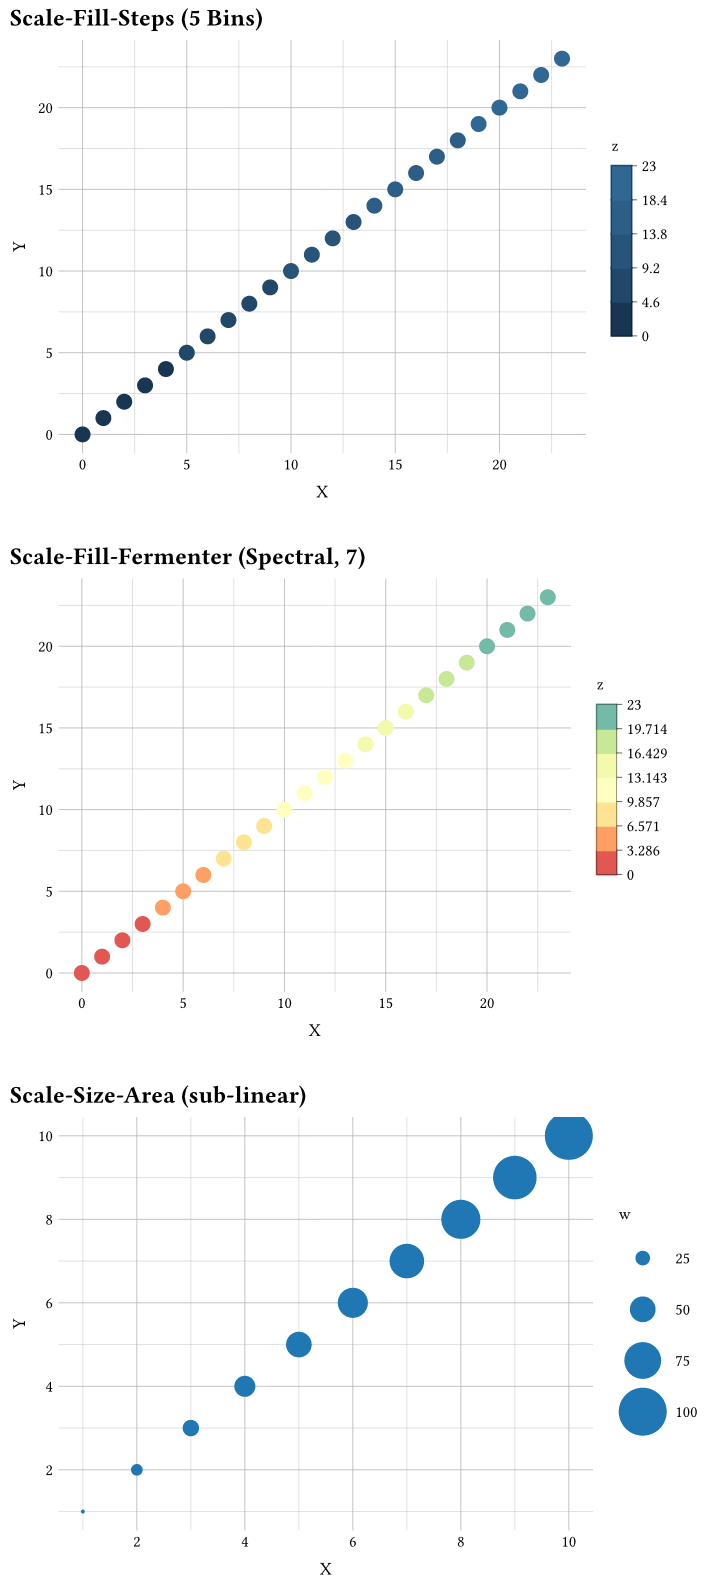 Scale-Fill-Steps (5 Bins)
20
15
10
5
0
Y
0 5 10 15 20
X
z
23
18.4
13.8
9.2
4.6
0
Scale-Fill-Fermenter (Spectral, 7)
20
15
10
5
0
Y
0 5 10 15 20
X
z
23
19.714
16.429
13.143
9.857
6.571
3.286
0
Scale-Size-Area (sub-linear)
10
8
6
4
2
Y
2 4 6 8 10
X
w
25
50
75
100